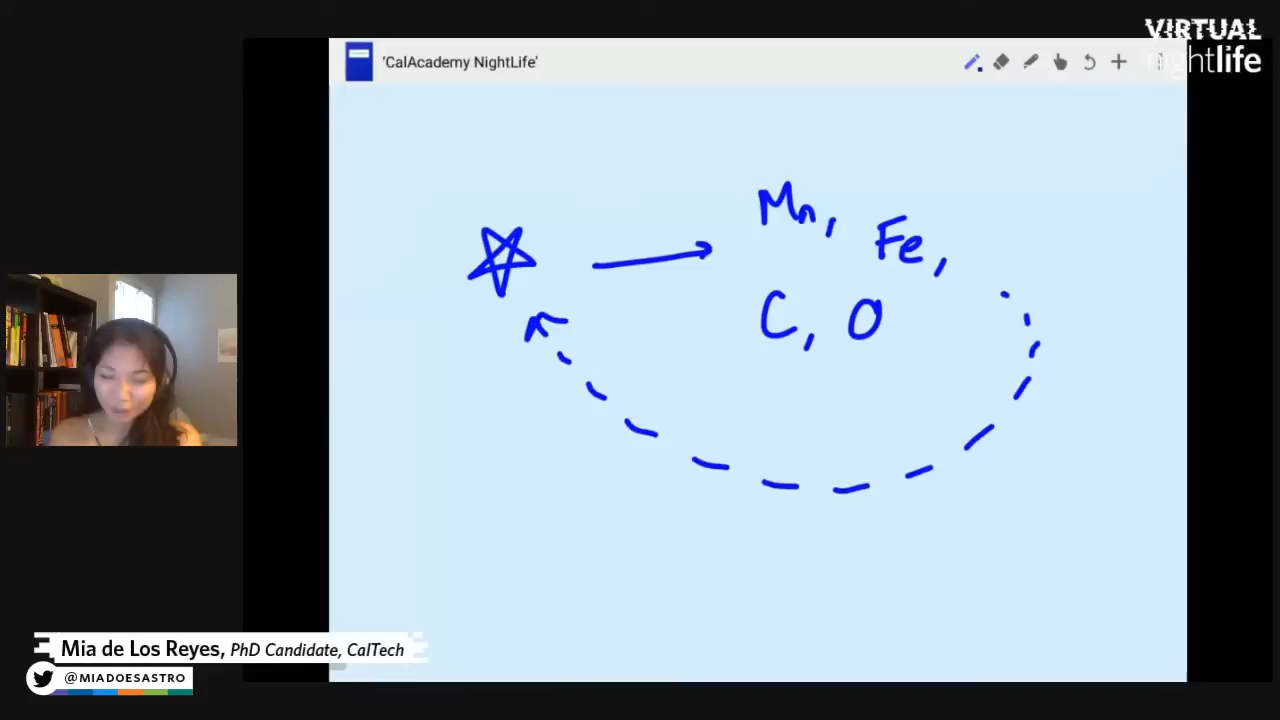 VIRTUAL
nightlife
'CalAcademy NightLife'
Mn, Fe,
C, O
Mia de Los Reyes, PhD Candidate, CalTech
@MIADOESASTRO